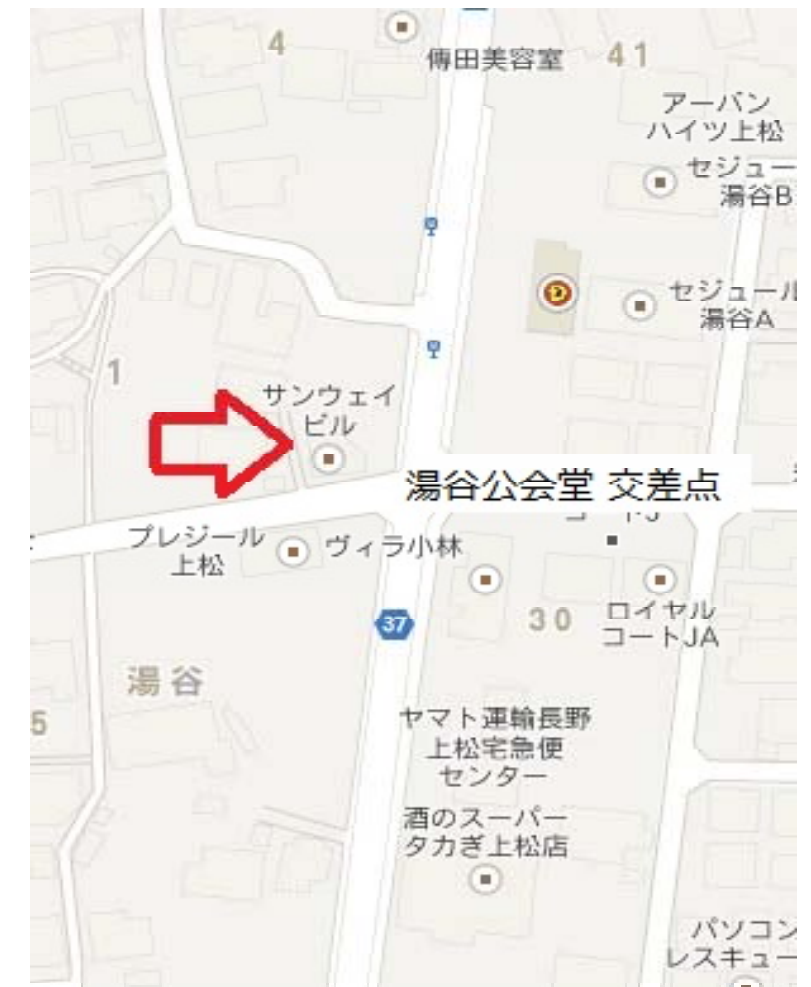 4
傳田美容室
41
アーバン
ハイツ上松
セジュー
湯谷B
セジュール
湯谷A
1
サンウェイ
ビル
湯谷公会堂 交差点
プレジール
上松
ヴィラ小林
37
30
ロイヤル
コートJA
湯谷
5
ヤマト運輸長野
上松宅急便
センター
酒のスーパー
タカぎ上松店
パソコン
レスキュー